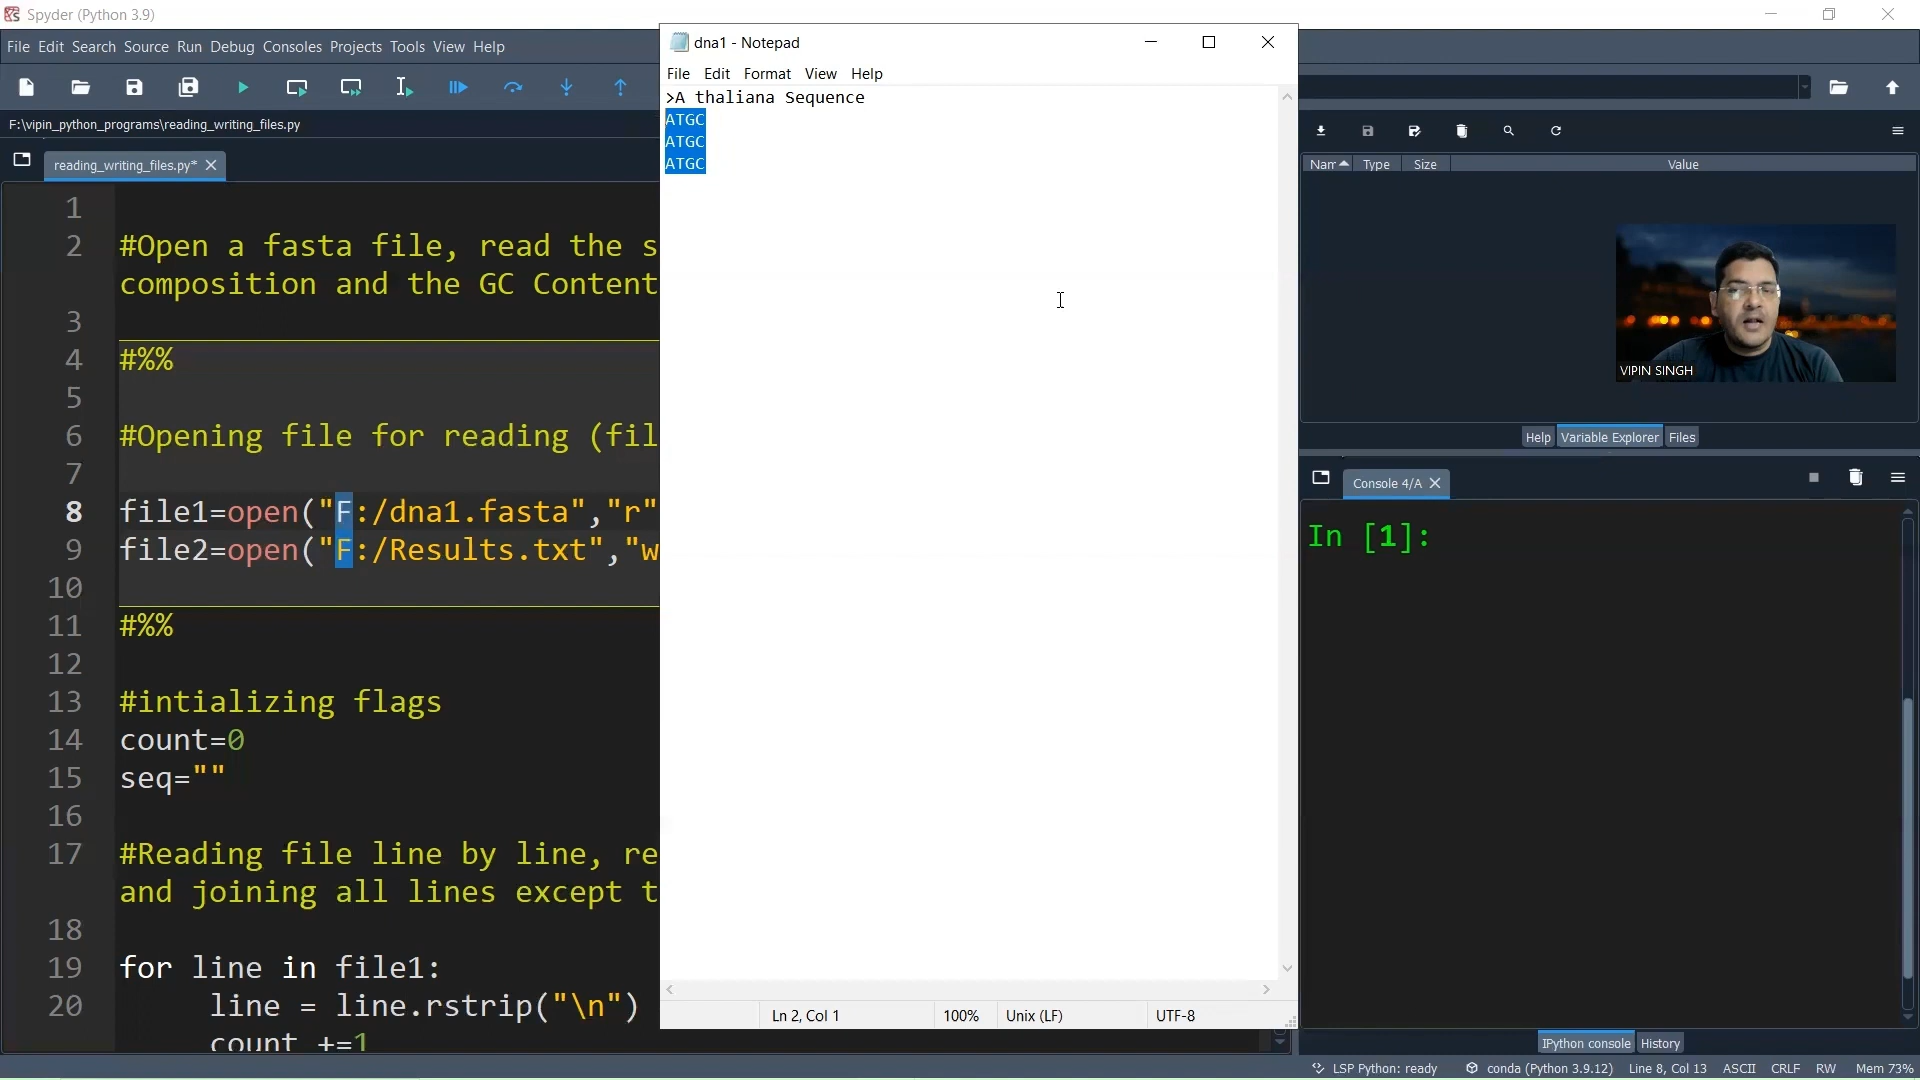 Spyder (Python 3.9)
File Edit Search Source Run Debug Consoles Projects Tools View Help
F:\vipin_python_programs\reading_writing_files.py
reading_writing_files.py*
1
2 #Open a fasta file, read the s
composition and the GC Content
3
4 #%%
5
6 #Opening file for reading (fil
7
8 file1=open("F:/dna1.fasta","r"
9 file2=open("F:/Results.txt","w
10
11 #%%
12
13 #intializing flags
14 count=0
15 seq=""
16
17 #Reading file line by line, re
and joining all lines except t
18
19 for line in file1:
20 line = line.rstrip("\n")
count +=1
dna1 - Notepad
File Edit Format View Help
>A thaliana Sequence
ATGC
ATGC
ATGC
Ln 2, Col 1 100% Unix (LF) UTF-8
Nar Type Size Value
VIPIN SINGH
Help Variable Explorer Files
Console 4/A
In [1]:
IPython console History
LSP Python: ready conda (Python 3.9.12) Line 8, Col 13 ASCII CRLF RW Mem 73%